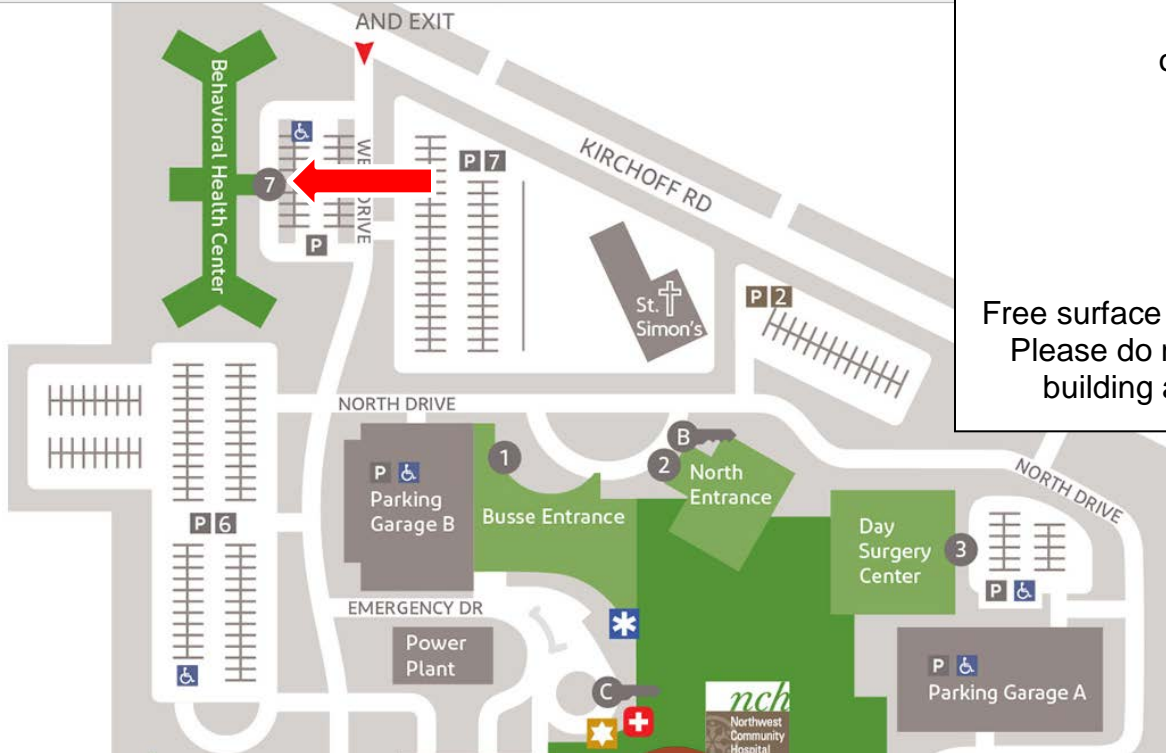 AND EXIT
Behavioral Health Center
7
P 7
KIRCHOFF RD
DRIVE
P
St.
Simon's
P 2
Free surface
Please do
building
NORTH DRIVE
B
1
2
North
Entrance
NORTH DRIVE
P
Parking
Garage B
Busse Entrance
P 6
Day
Surgery
Center
3
P
EMERGENCY DR
Power
Plant
P
Parking Garage A
C
nch
Northwest
Community
Hospital